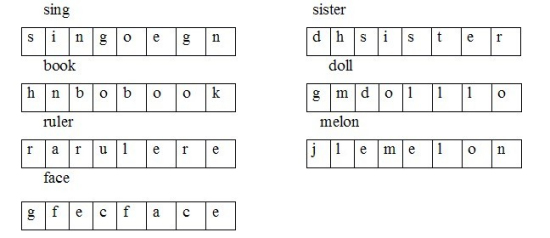 sing sister
s i n g o e g n d h s i s t e r
book doll
h n b o b o o k g m d o l l l o
ruler melon
r a r u l e r e j l e m e l o n
face
g f e c f a c e